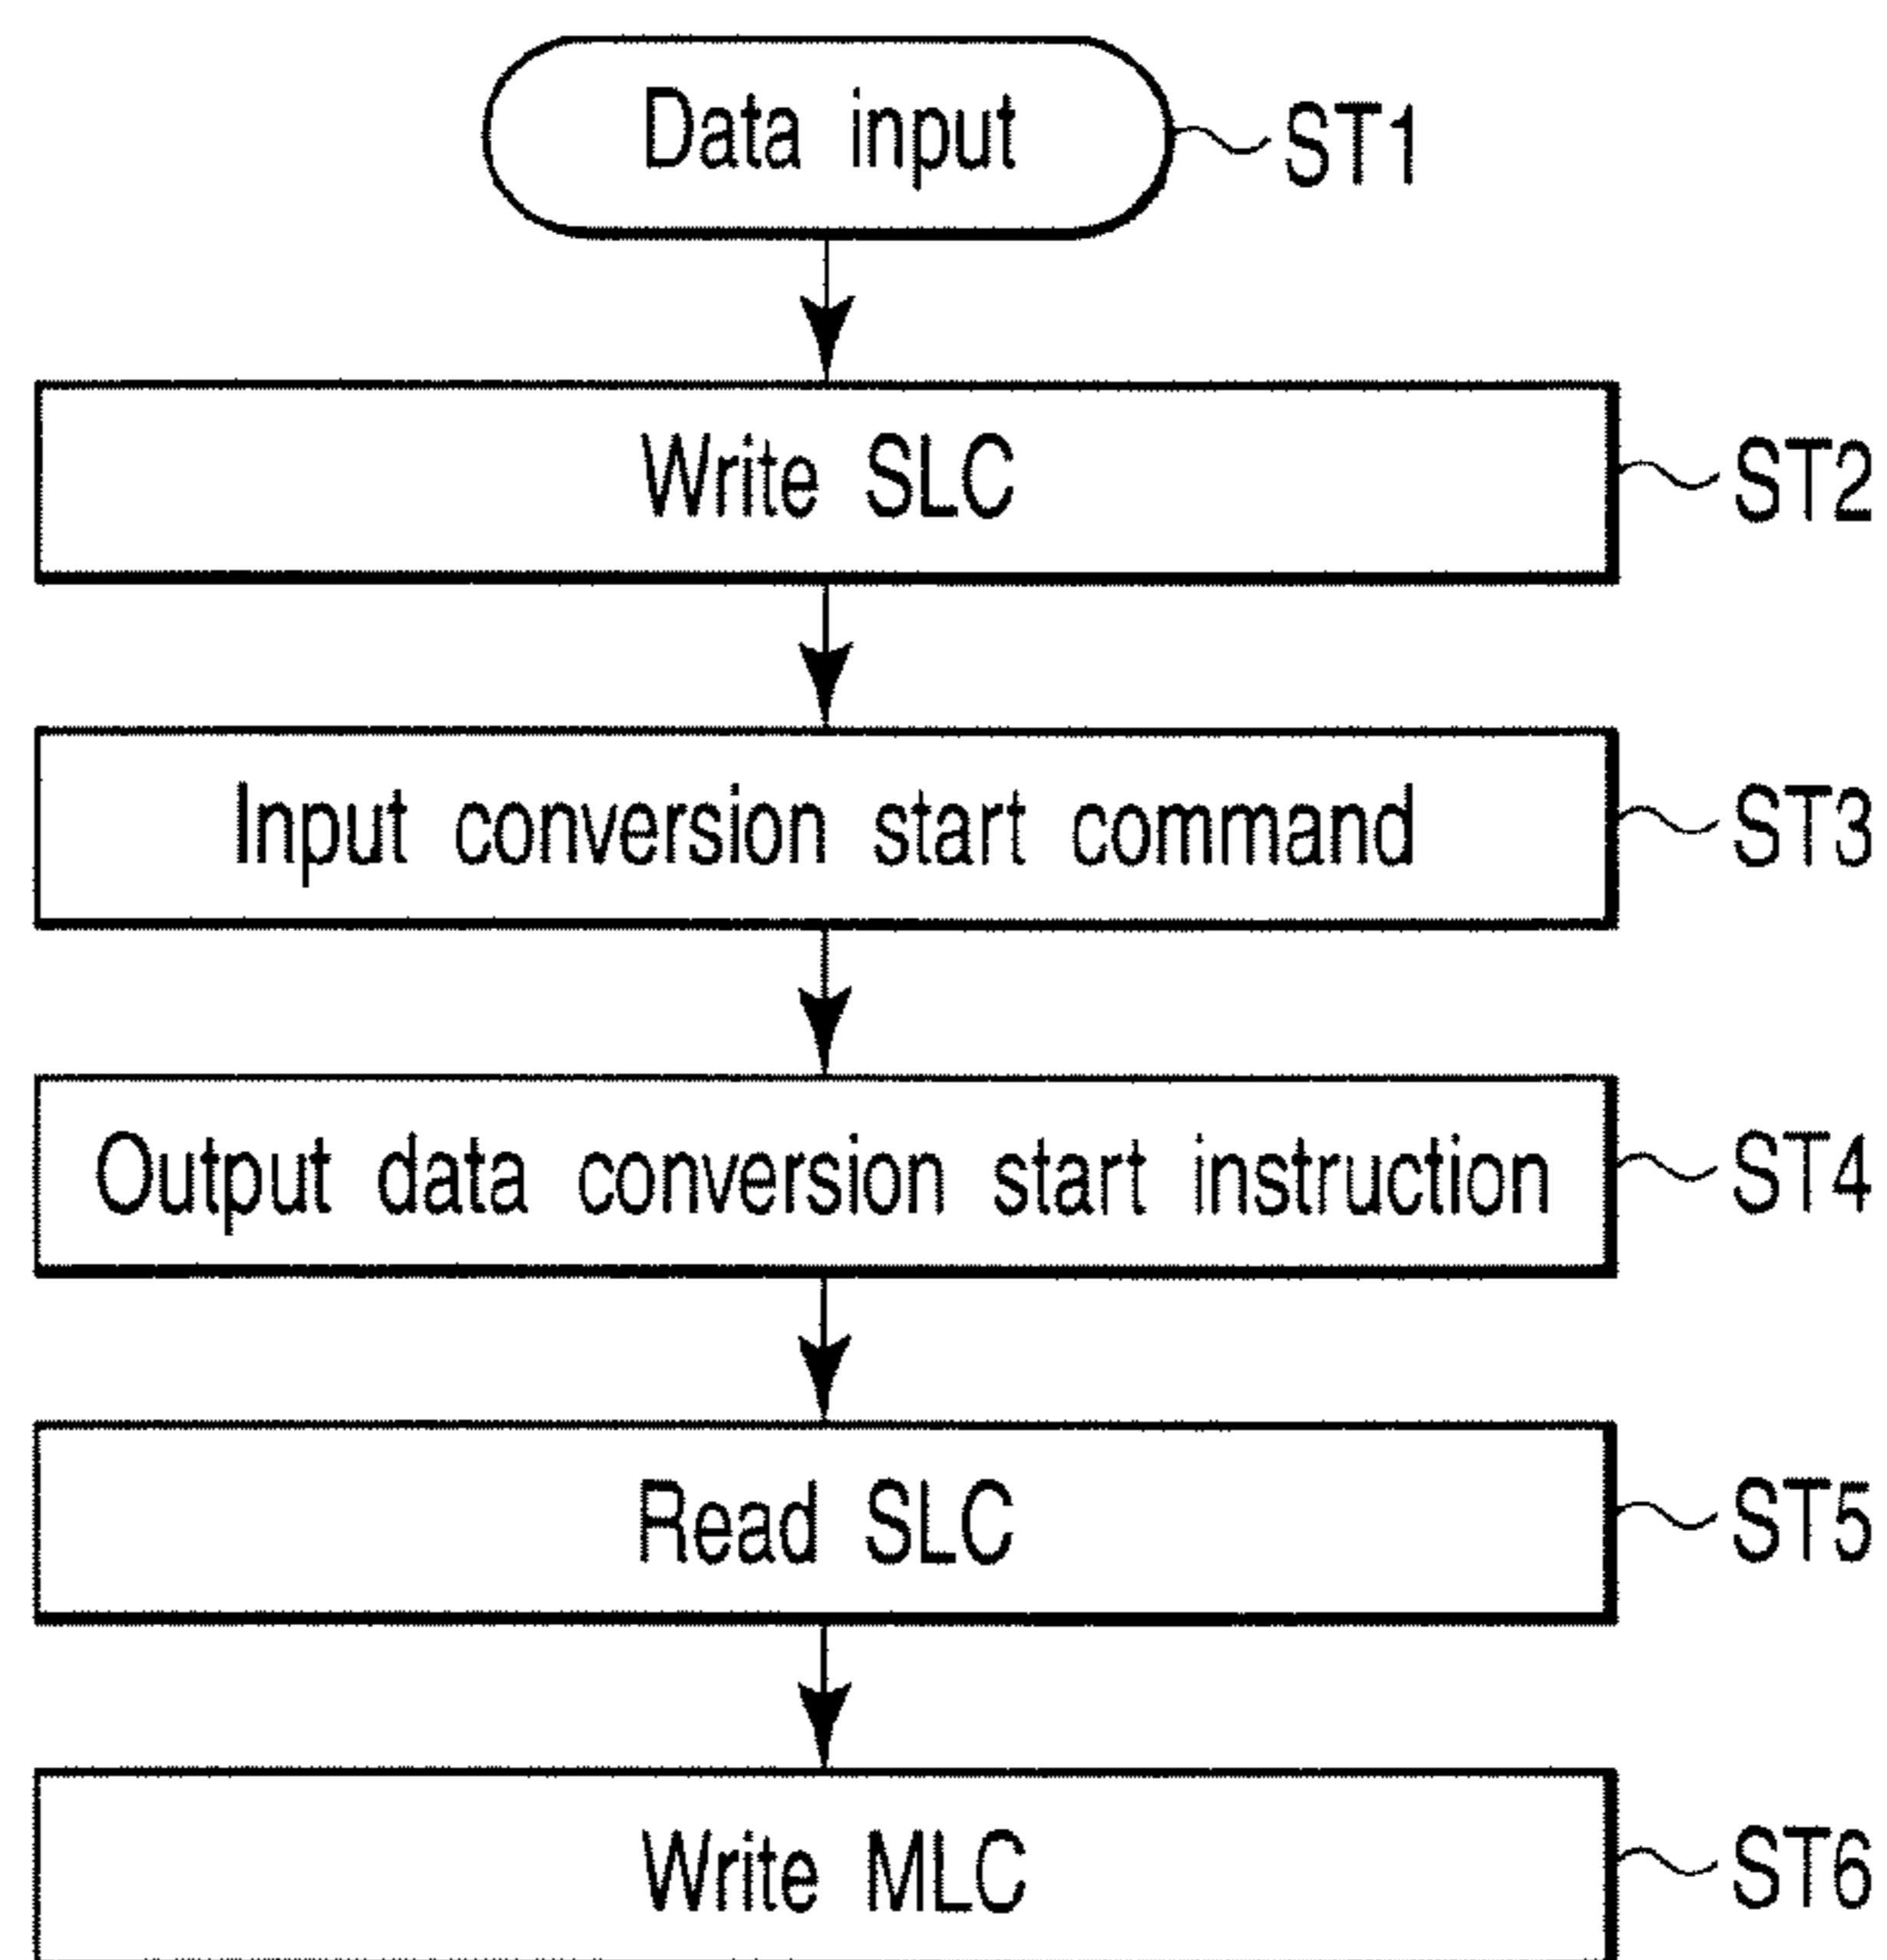 Data input ST1
Write SLC ST2
Input conversion start command ST3
Output data conversion start instruction ST4
Read SLC ST5
Write MLC ST6